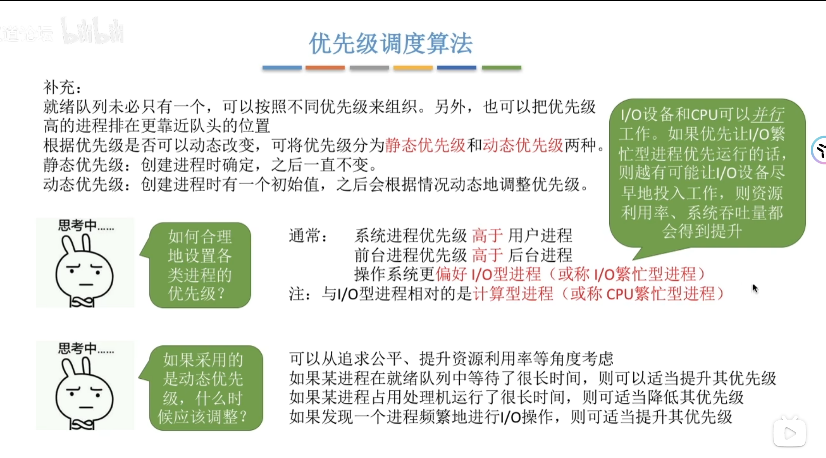 优先级调度算法
补充：
就绪队列未必只有一个，可以按照不同优先级来组织。另外，也可以把优先级
高的进程排在更靠近队头的位置
根据优先级是否可以动态改变，可将优先级分为静态优先级和动态优先级两种。
静态优先级：创建进程时确定，之后一直不变。
动态优先级：创建进程时有一个初始值，之后会根据情况动态地调整优先级。
I/O设备和CPU可以并行
工作。如果优先让I/O繁
忙型进程优先运行的话，
则越有可能让I/O设备尽
早地投入工作，则资源
利用率、系统吞吐量都
会得到提升
思考中......
如何合理
地设置各
类进程的
优先级？
通常： 系统进程优先级 高于 用户进程
前台进程优先级 高于 后台进程
操作系统更偏好 I/O型进程（或称 I/O繁忙型进程）
注：与I/O型进程相对的是计算型进程（或称 CPU繁忙型进程）
思考中......
如果采用的
是动态优先
级，什么时
候应该调整？
可以从追求公平、提升资源利用率等角度考虑
如果某进程在就绪队列中等待了很长时间，则可以适当提升其优先级
如果某进程占用处理机运行了很长时间，则可适当降低其优先级
如果发现一个进程频繁地进行I/O操作，则可适当提升其优先级